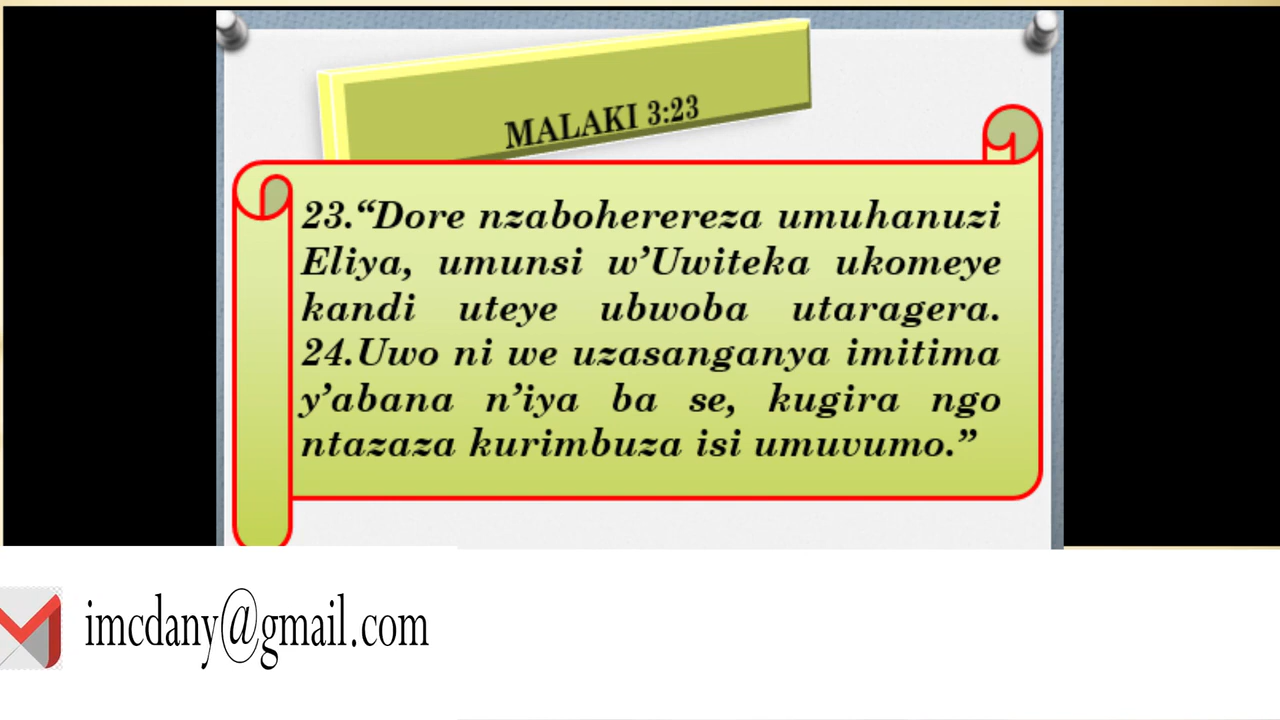 MALAKI 3:23
23.“Dore nzaboherereza umuhanuzi
Eliya, umunsi w’Uwiteka ukomeye
kandi uteye ubwoba utaragera.
24.Uwo ni we uzasanganya imitima
y’abana n’iya ba se, kugira ngo
ntazaza kurimbuza isi umuvumo.”
imcdany@gmail.com